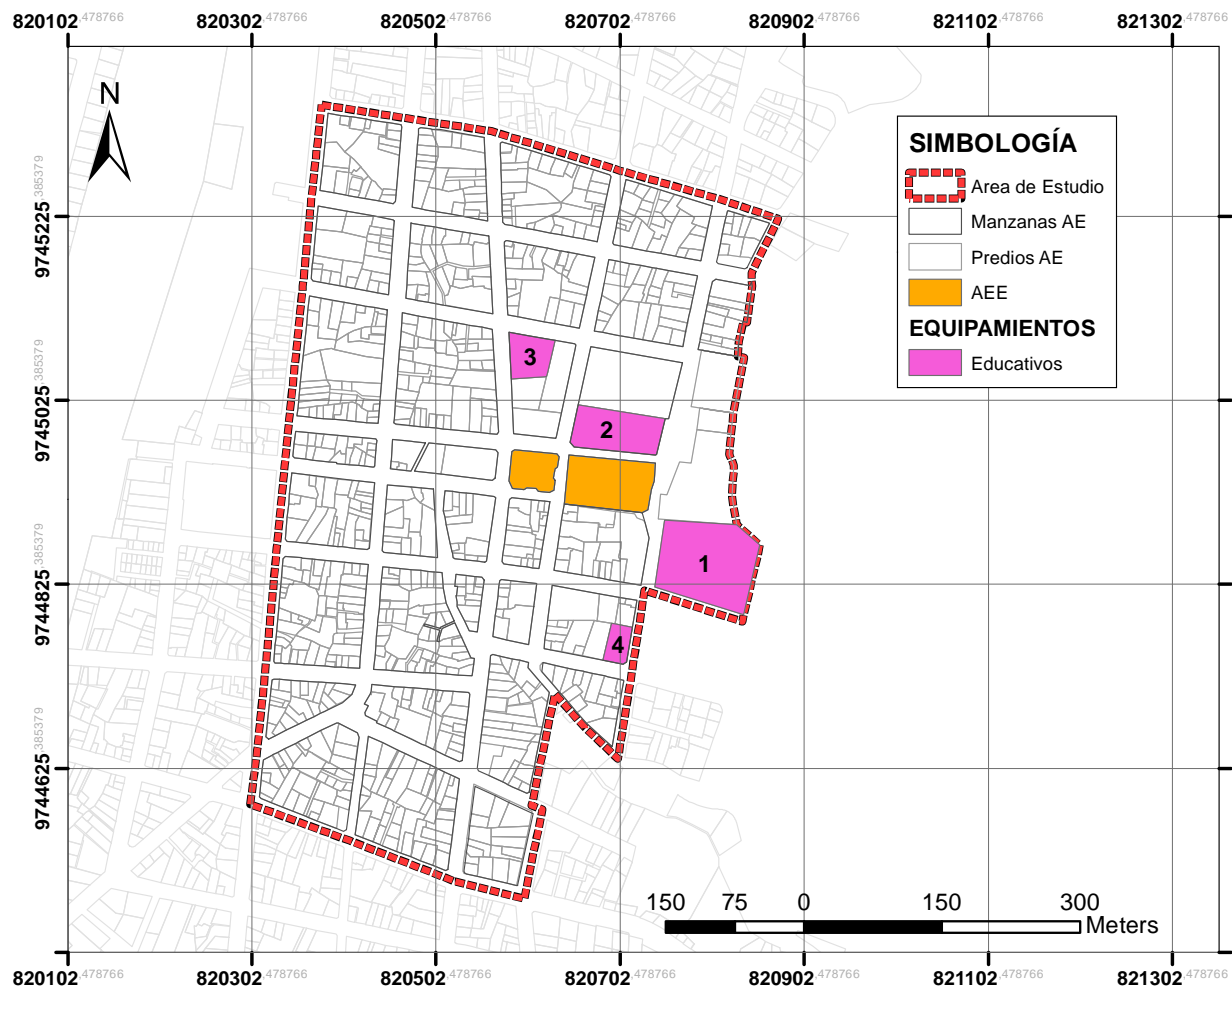 820102.478766 820302.478766 820502.478766 820702.478766 820902.478766 821102.478766 821302.478766
N
SIMBOLOGÍA
Area de Estudio
Manzanas AE
Predios AE
AEE
EQUIPAMIENTOS
Educativos
9745225.385379
9745025.385379
9744825.385379
9744625.385379
3
2
1
4
150 75 0 150 300
Meters
820102.478766 820302.478766 820502.478766 820702.478766 820902.478766 821102.478766 821302.478766